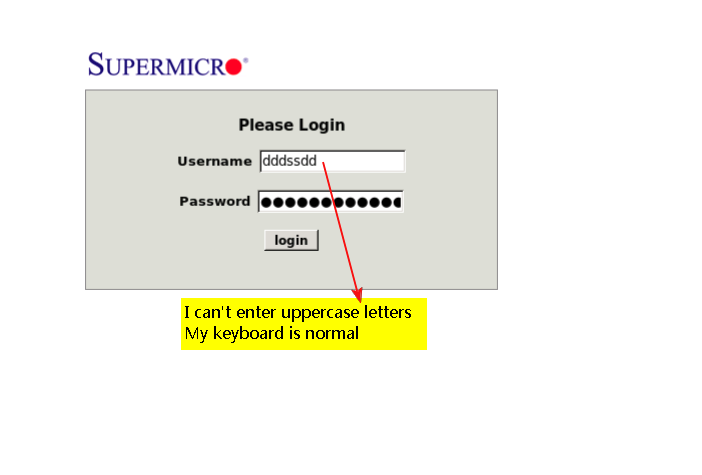 SUPERMICRO®
Please Login
Username dddssdd
Password ●●●●●●●●●●●●
login
I can't enter uppercase letters
My keyboard is normal